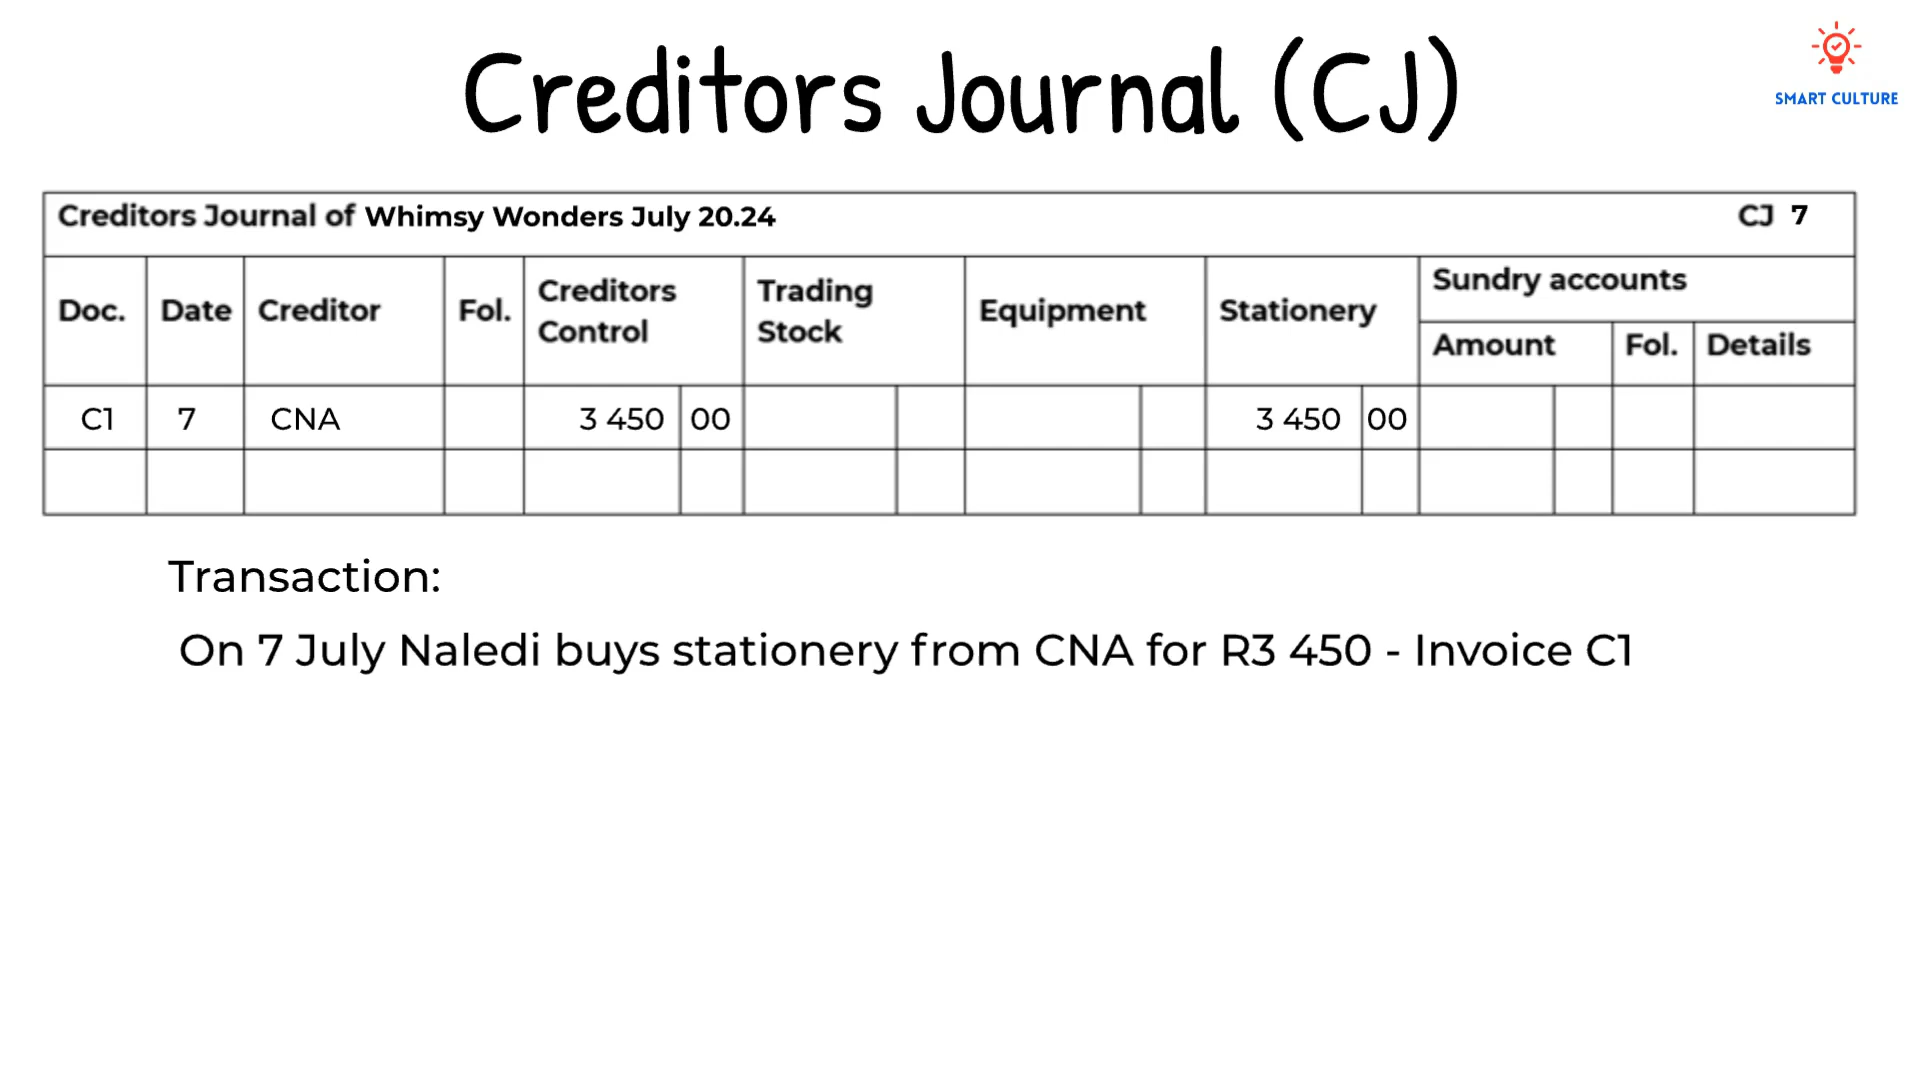 Creditors Journal (CJ)
SMART CULTURE
Creditors Journal of Whimsy Wonders July 20.24 CJ 7
Doc. Date Creditor Fol. Creditors Control Trading Stock Equipment Stationery Sundry accounts
Amount Fol. Details
C1 7 CNA 3 450 00 3 450 00
Transaction:
On 7 July Naledi buys stationery from CNA for R3 450 - Invoice C1